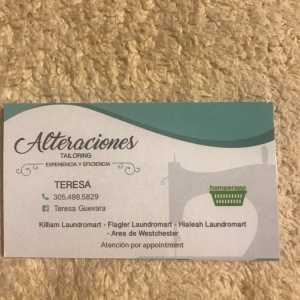 Alteraciones
TAILORING
EXPERIENCIA Y EFICIENCIA
TERESA
305.498.5829
Teresa Guevara
hamperapp
Killiam Laundromart - Flagler Laundromart - Hialeah Laundromart
- Area de Westchester
Atención por appointment